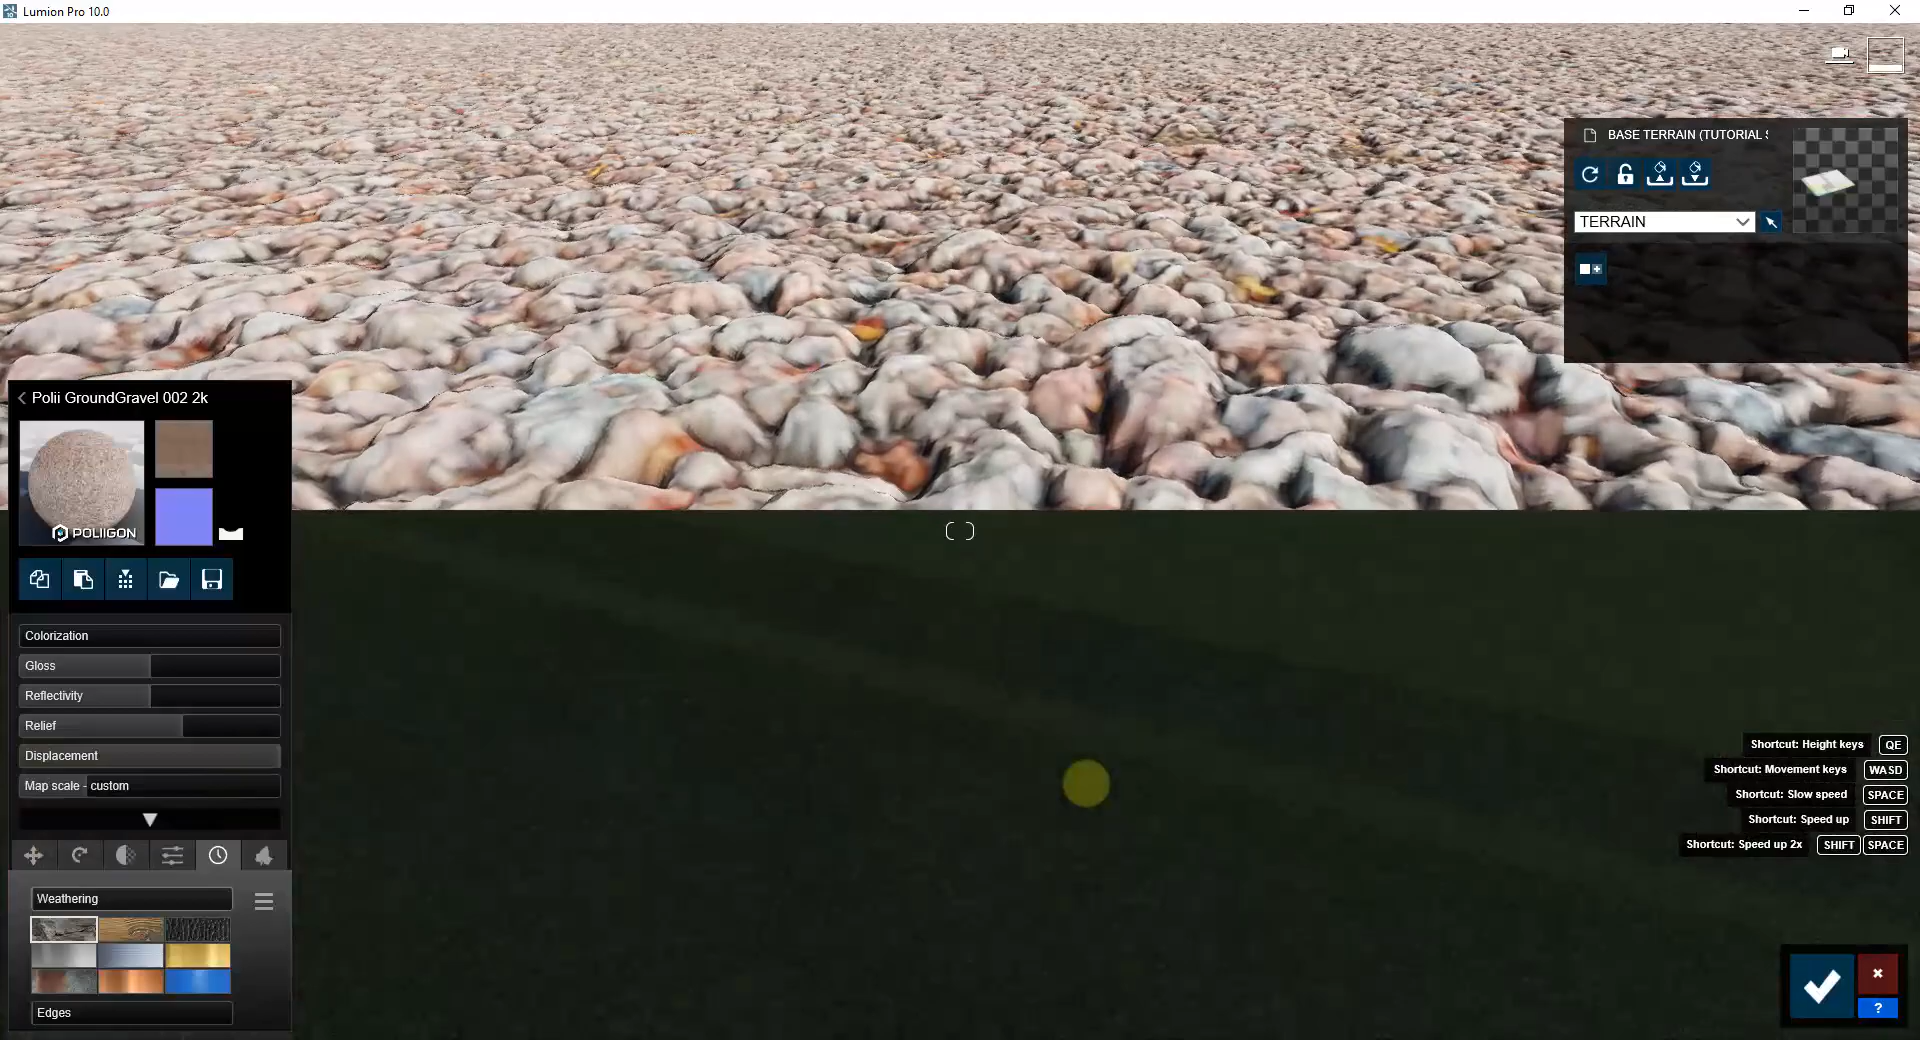 Lumion Pro 10.0
BASE TERRAIN (TUTORIAL
TERRAIN
Polii GroundGravel 002 2k
POLIIGON
Colorization
Gloss
Reflectivity
Relief
Displacement
Map scale - custom
Weathering
Edges
Shortcut: Height keys QE
Shortcut: Movement keys WASD
Shortcut: Slow speed SPACE
Shortcut: Speed up SHIFT
Shortcut: Speed up 2x SHIFT SPACE
?